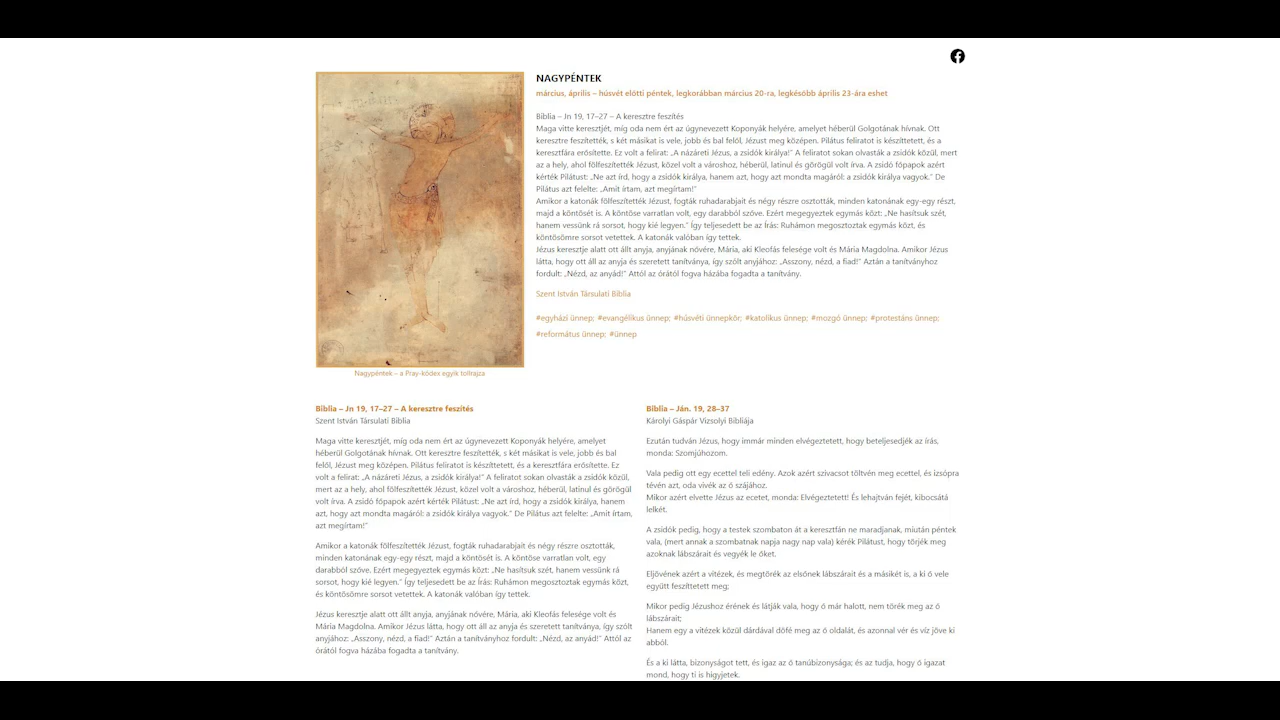 NAGYPÉNTEK
március, április – húsvét előtti péntek, legkorábban március 20-ra, legkésőbb április 23-ára eshet
Biblia – Jn 19, 17–27 – A keresztre feszítés
Maga vitte keresztjét, míg oda nem ért az úgynevezett Koponyák helyére, amelyet héberül Golgotának hívnak. Ott
keresztre feszítették, s két másikat is vele, jobb és bal felől, Jézust meg középen. Pilátus feliratot is készíttetett, és a
keresztfára erősítette. Ez volt a felirat: „A názáreti Jézus, a zsidók királya!” A feliratot sokan olvasták a zsidók közül, mert
az a hely, ahol fölfeszítették Jézust, közel volt a városhoz, héberül, latinul és görögül volt írva. A zsidó főpapok azért
kérték Pilátust: „Ne azt írd, hogy a zsidók királya, hanem azt, hogy azt mondta magáról: a zsidók királya vagyok.” De
Pilátus azt felelte: „Amit írtam, azt megírtam!”
Amikor a katonák fölfeszítették Jézust, fogták ruhadarabjait és négy részre osztották, minden katonának egy-egy részt,
majd a köntösét is. A köntöse varratlan volt, egy darabból szőve. Ezért megegyeztek egymás közt: „Ne hasítsuk szét,
hanem vessünk rá sorsot, hogy kié legyen.” Így teljesedett be az Írás: Ruhámon megosztoztak egymás közt, és
köntösömre sorsot vetettek. A katonák valóban így tettek.
Jézus keresztje alatt ott állt anyja, anyjának nővére, Mária, aki Kleofás felesége volt és Mária Magdolna. Amikor Jézus
látta, hogy ott áll az anyja és szeretett tanítványa, így szólt anyjához: „Asszony, nézd, a fiad!” Aztán a tanítványhoz
fordult: „Nézd, az anyád!” Attól az órától fogva házába fogadta a tanítvány.
Szent István Társulati Biblia
#egyházi ünnep; #evangélikus ünnep; #húsvéti ünnepkör; #katolikus ünnep; #mozgó ünnep; #protestáns ünnep;
#református ünnep; #ünnep
Nagypéntek – a Pray-kódex egyik tollrajza
Biblia – Jn 19, 17–27 – A keresztre feszítés
Szent István Társulati Biblia
Maga vitte keresztjét, míg oda nem ért az úgynevezett Koponyák helyére, amelyet
héberül Golgotának hívnak. Ott keresztre feszítették, s két másikat is vele, jobb és bal
felől, Jézust meg középen. Pilátus feliratot is készíttetett, és a keresztfára erősítette. Ez
volt a felirat: „A názáreti Jézus, a zsidók királya!” A feliratot sokan olvasták a zsidók közül,
mert az a hely, ahol fölfeszítették Jézust, közel volt a városhoz, héberül, latinul és görögül
volt írva. A zsidó főpapok azért kérték Pilátust: „Ne azt írd, hogy a zsidók királya, hanem
azt, hogy azt mondta magáról: a zsidók királya vagyok.” De Pilátus azt felelte: „Amit írtam,
azt megírtam!”
Amikor a katonák fölfeszítették Jézust, fogták ruhadarabjait és négy részre osztották,
minden katonának egy-egy részt, majd a köntösét is. A köntöse varratlan volt, egy
darabból szőve. Ezért megegyeztek egymás közt: „Ne hasítsuk szét, hanem vessünk rá
sorsot, hogy kié legyen.” Így teljesedett be az Írás: Ruhámon megosztoztak egymás közt,
és köntösömre sorsot vetettek. A katonák valóban így tettek.
Jézus keresztje alatt ott állt anyja, anyjának nővére, Mária, aki Kleofás felesége volt és
Mária Magdolna. Amikor Jézus látta, hogy ott áll az anyja és szeretett tanítványa, így szólt
anyjához: „Asszony, nézd, a fiad!” Aztán a tanítványhoz fordult: „Nézd, az anyád!” Attól az
órától fogva házába fogadta a tanítvány.
Biblia – Ján. 19, 28–37
Károlyi Gáspár Vizsolyi Bibliája
Ezután tudván Jézus, hogy immár minden elvégeztetett, hogy beteljesedjék az írás,
monda: Szomjúhozom.
Vala pedig ott egy ecettel teli edény. Azok azért szivacsot töltvén meg ecettel, és izsópra
tévén azt, oda vivék az ő szájához.
Mikor azért elvette Jézus az ecetet, monda: Elvégeztetett! És lehajtván fejét, kibocsátá
lelkét.
A zsidók pedig, hogy a testek szombaton át a keresztfán ne maradjanak, miután péntek
vala, (mert annak a szombatnak napja nagy nap vala) kérék Pilátust, hogy törjék meg
azoknak lábszárait és vegyék le őket.
Eljövének azért a vitézek, és megtörék az elsőnek lábszárait és a másikét is, a ki ő vele
együtt feszíttetett meg;
Mikor pedig Jézushoz érének és látják vala, hogy ő már halott, nem törék meg az ő
lábszárait;
Hanem egy a vitézek közül dárdával döfé meg az ő oldalát, és azonnal vér és víz jöve ki
abból.
És a ki látta, bizonyságot tett, és igaz az ő tanúbizonysága; és az tudja, hogy ő igazat
mond, hogy ti is higyjetek.